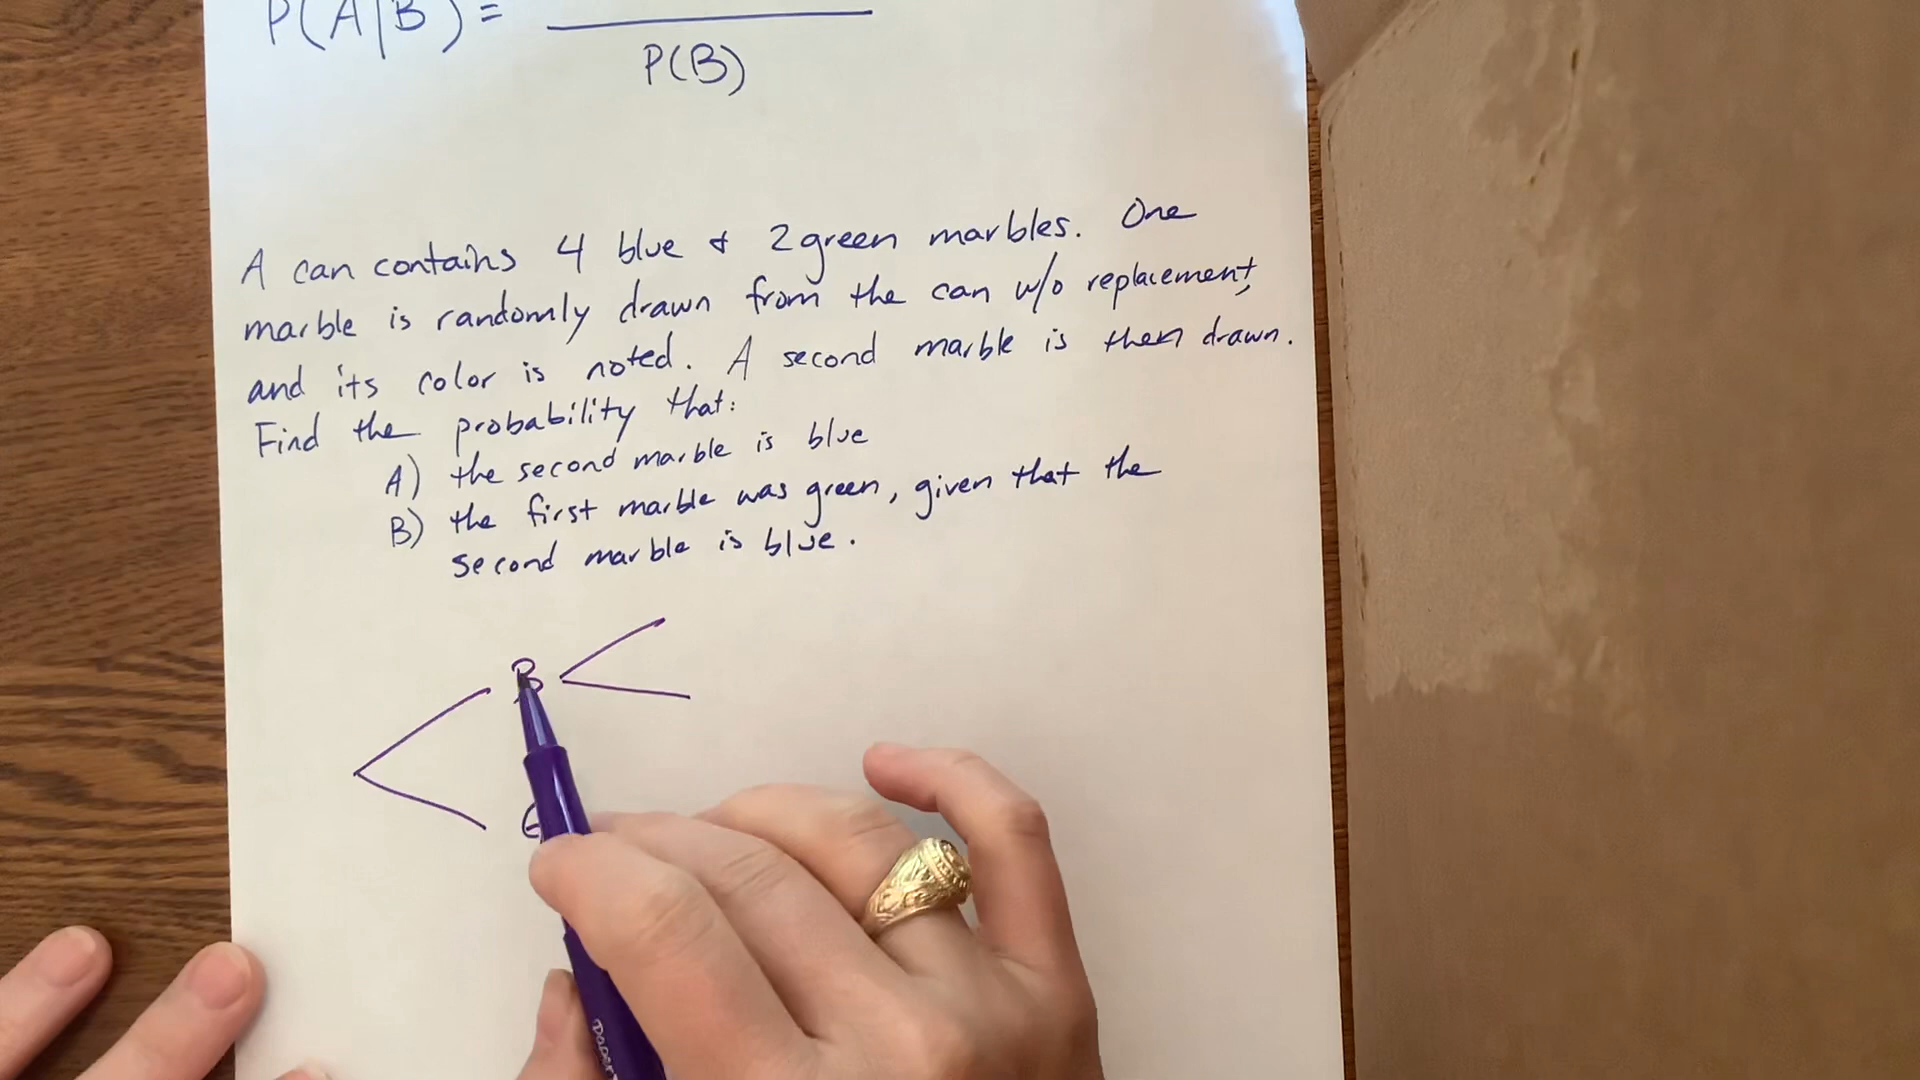 P(A|B) =
P(B)
A can contains 4 blue & 2 green marbles. One
marble is randomly drawn from the can w/o replacement,
and its color is noted. A second marble is then drawn.
Find the probability that:
A) the second marble is blue
B) the first marble was green, given that the
second marble is blue.
B
G
Paper